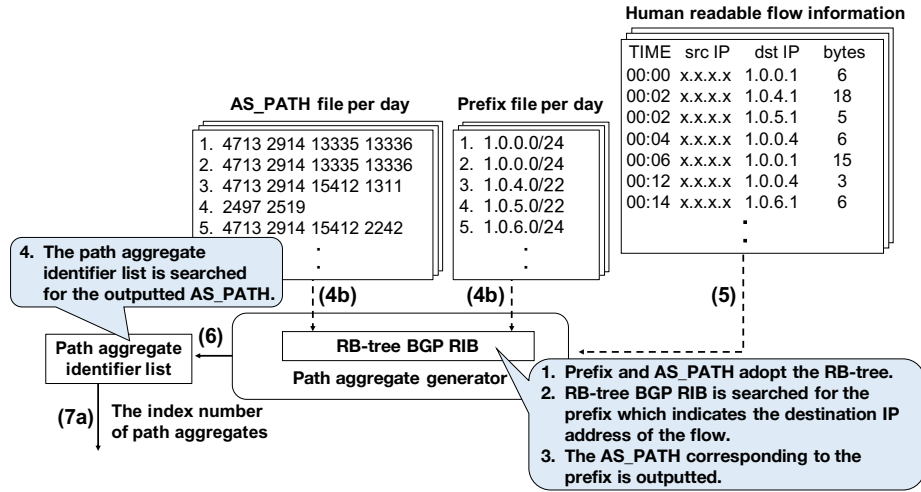 Human readable flow information
TIME src IP dst IP bytes
00:00 x.x.x.x 1.0.0.1 6
00:02 x.x.x.x 1.0.4.1 18
00:02 x.x.x.x 1.0.5.1 5
00:04 x.x.x.x 1.0.0.4 6
00:06 x.x.x.x 1.0.0.1 15
00:12 x.x.x.x 1.0.0.4 3
00:14 x.x.x.x 1.0.6.1 6
AS_PATH file per day
1. 4713 2914 13335 13336
2. 4713 2914 13335 13336
3. 4713 2914 15412 1311
4. 2497 2519
5. 4713 2914 15412 2242
Prefix file per day
1. 1.0.0.0/24
2. 1.0.0.0/24
3. 1.0.4.0/22
4. 1.0.5.0/22
5. 1.0.6.0/24
4. The path aggregate
identifier list is searched
for the outputted AS_PATH.
(4b)
(4b)
(5)
(6)
RB-tree BGP RIB
Path aggregate generator
Path aggregate
identifier list
(7a)
The index number
of path aggregates
1. Prefix and AS_PATH adopt the RB-tree.
2. RB-tree BGP RIB is searched for the
prefix which indicates the destination IP
address of the flow.
3. The AS_PATH corresponding to the
prefix is outputted.